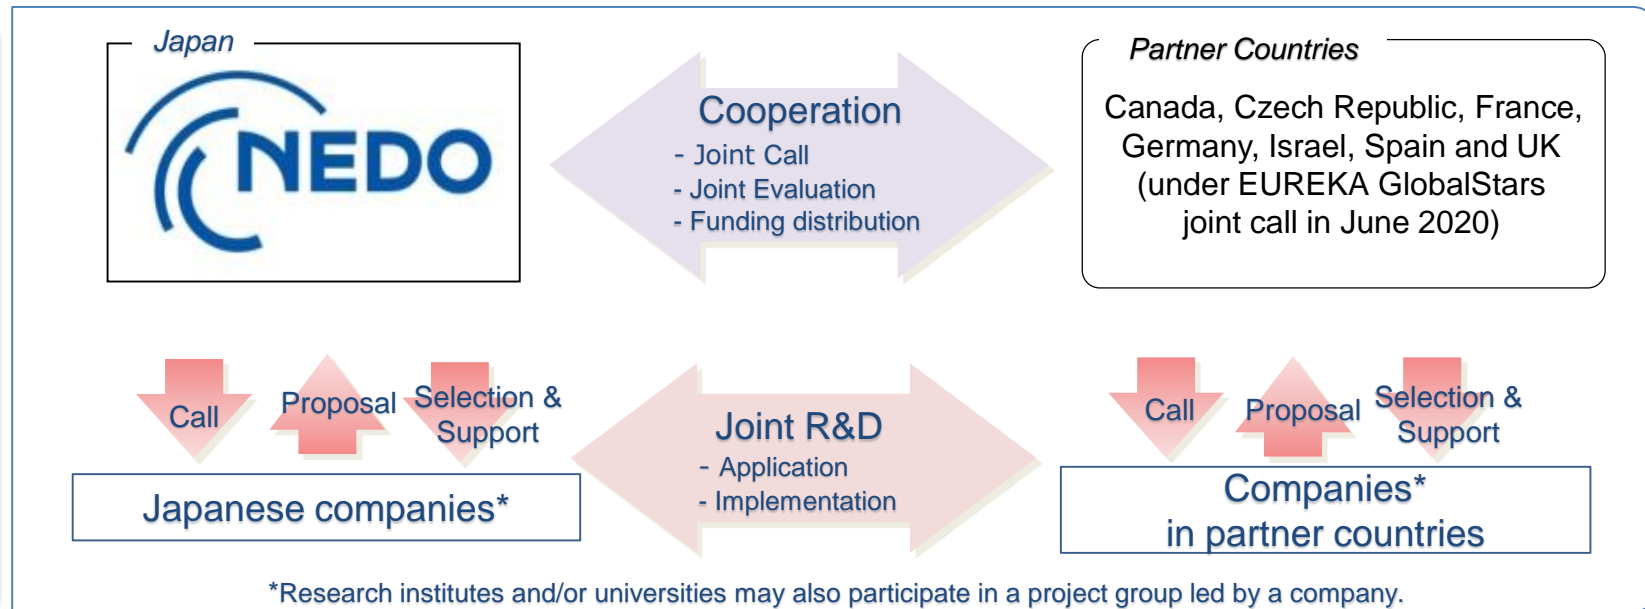 Japan
NEDO
Cooperation
- Joint Call
- Joint Evaluation
- Funding distribution
Partner Countries
Canada, Czech Republic, France,
Germany, Israel, Spain and UK
(under EUREKA GlobalStars
joint call in June 2020)
Call
Proposal
Selection &
Support
Joint R&D
- Application
- Implementation
Call
Proposal
Selection &
Support
Japanese companies*
Companies*
in partner countries
*Research institutes and/or universities may also participate in a project group led by a company.